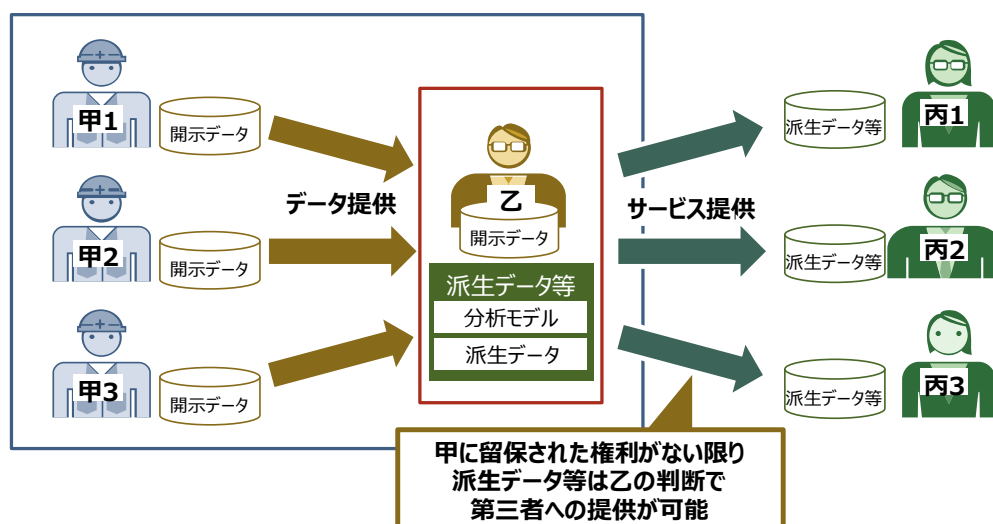 甲1
開示データ
甲2
開示データ
甲3
開示データ
データ提供
乙
開示データ
派生データ等
分析モデル
派生データ
サービス提供
派生データ等
丙1
派生データ等
丙2
派生データ等
丙3
甲に留保された権利がない限り
派生データ等は乙の判断で
第三者への提供が可能